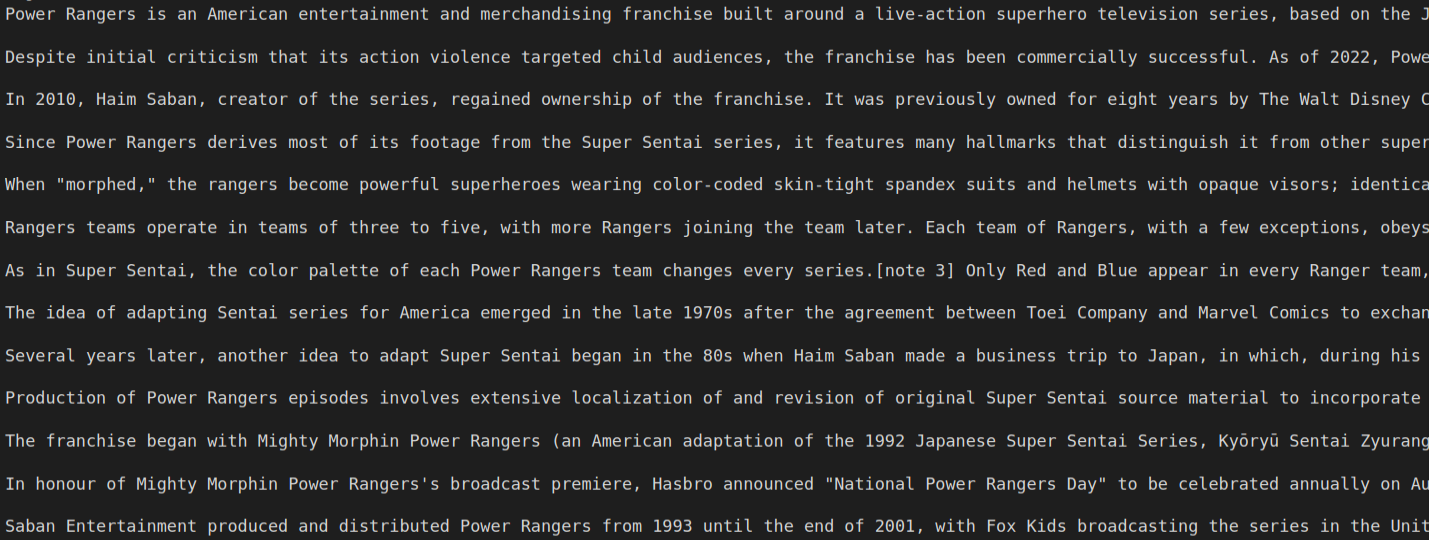 Power Rangers is an American entertainment and merchandising franchise built around a live-action superhero television series, based on the J
Despite initial criticism that its action violence targeted child audiences, the franchise has been commercially successful. As of 2022, Powe
In 2010, Haim Saban, creator of the series, regained ownership of the franchise. It was previously owned for eight years by The Walt Disney C
Since Power Rangers derives most of its footage from the Super Sentai series, it features many hallmarks that distinguish it from other super
When "morphed," the rangers become powerful superheroes wearing color-coded skin-tight spandex suits and helmets with opaque visors; identica
Rangers teams operate in teams of three to five, with more Rangers joining the team later. Each team of Rangers, with a few exceptions, obeys
As in Super Sentai, the color palette of each Power Rangers team changes every series.[note 3] Only Red and Blue appear in every Ranger team,
The idea of adapting Sentai series for America emerged in the late 1970s after the agreement between Toei Company and Marvel Comics to exchan
Several years later, another idea to adapt Super Sentai began in the 80s when Haim Saban made a business trip to Japan, in which, during his
Production of Power Rangers episodes involves extensive localization of and revision of original Super Sentai source material to incorporate
The franchise began with Mighty Morphin Power Rangers (an American adaptation of the 1992 Japanese Super Sentai Series, Kyōryū Sentai Zyurang
In honour of Mighty Morphin Power Rangers's broadcast premiere, Hasbro announced "National Power Rangers Day" to be celebrated annually on Au
Saban Entertainment produced and distributed Power Rangers from 1993 until the end of 2001, with Fox Kids broadcasting the series in the Unit